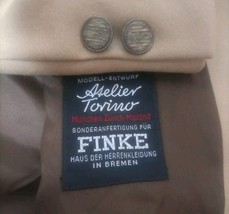 MODELL-ENTWURF
Atelier
Torino
München-Zürich-Mailand
SONDERANFERTIGUNG FÜR
FINKE
HAUS DER HERRENKLEIDUNG
IN BREMEN